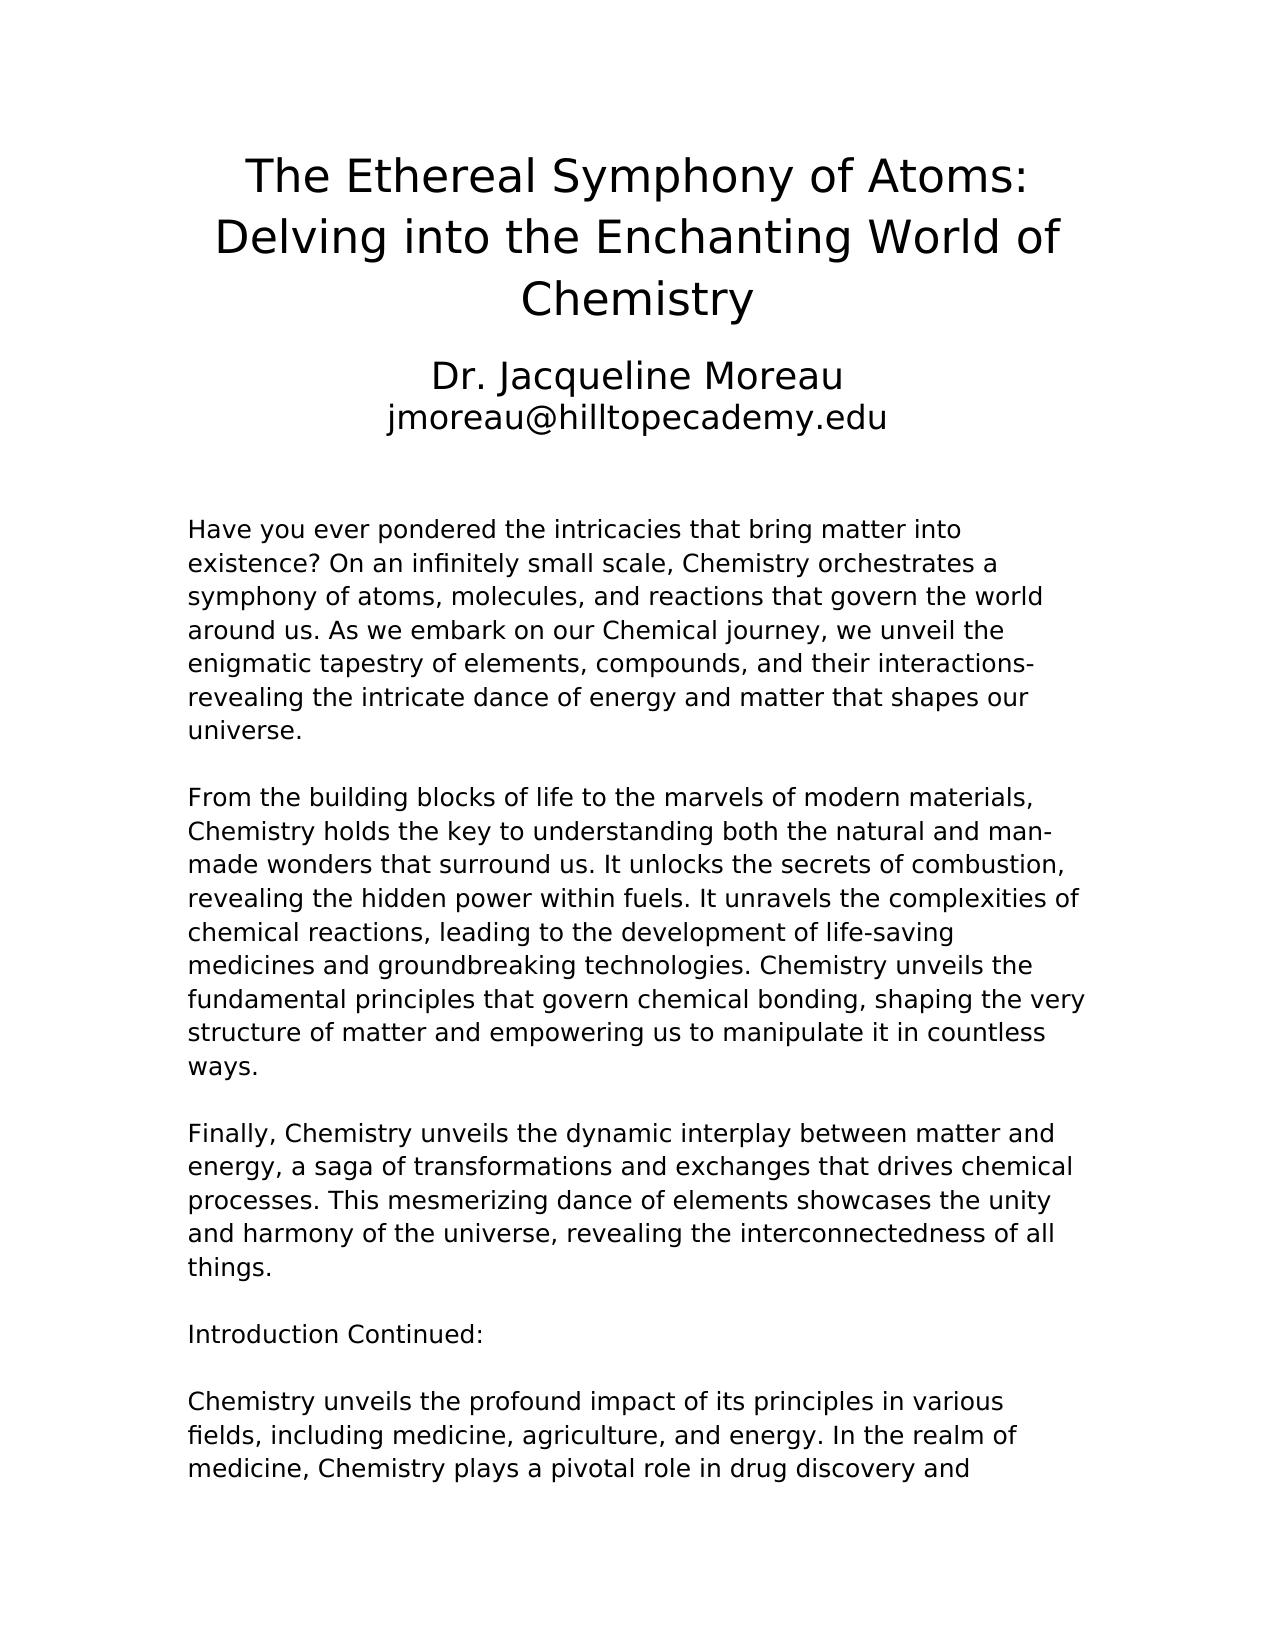 The Ethereal Symphony of Atoms:
Delving into the Enchanting World of
Chemistry
Dr. Jacqueline Moreau
jmoreau@hilltopecademy.edu
Have you ever pondered the intricacies that bring matter into
existence? On an infinitely small scale, Chemistry orchestrates a
symphony of atoms, molecules, and reactions that govern the world
around us. As we embark on our Chemical journey, we unveil the
enigmatic tapestry of elements, compounds, and their interactions-
revealing the intricate dance of energy and matter that shapes our
universe.
From the building blocks of life to the marvels of modern materials,
Chemistry holds the key to understanding both the natural and man-
made wonders that surround us. It unlocks the secrets of combustion,
revealing the hidden power within fuels. It unravels the complexities of
chemical reactions, leading to the development of life-saving
medicines and groundbreaking technologies. Chemistry unveils the
fundamental principles that govern chemical bonding, shaping the very
structure of matter and empowering us to manipulate it in countless
ways.
Finally, Chemistry unveils the dynamic interplay between matter and
energy, a saga of transformations and exchanges that drives chemical
processes. This mesmerizing dance of elements showcases the unity
and harmony of the universe, revealing the interconnectedness of all
things.
Introduction Continued:
Chemistry unveils the profound impact of its principles in various
fields, including medicine, agriculture, and energy. In the realm of
medicine, Chemistry plays a pivotal role in drug discovery and